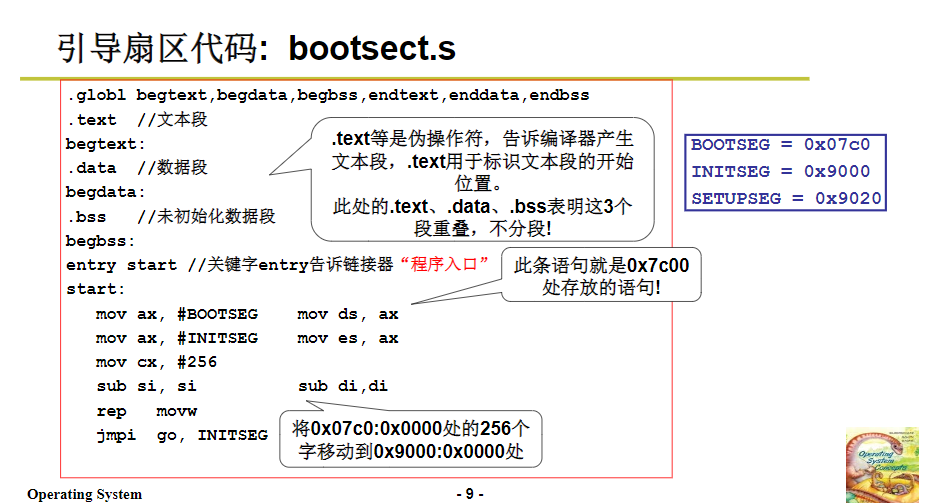 引导扇区代码: bootsect.s
.globl begtext,begdata,begbss,endtext,enddata,endbss
.text //文本段
begtext:
.data //数据段
begdata:
.bss //未初始化数据段
begbss:
entry start //关键字entry告诉链接器“程序入口”
start:
mov ax, #BOOTSEG mov ds, ax
mov ax, #INITSEG mov es, ax
mov cx, #256
sub si, si sub di,di
rep movw
jmpi go, INITSEG
.text等是伪操作符，告诉编译器产生
文本段，.text用于标识文本段的开始
位置。
此处的.text、.data、.bss表明这3个
段重叠，不分段!
此条语句就是0x7c00
处存放的语句!
将0x07c0:0x0000处的256个
字移动到0x9000:0x0000处
BOOTSEG = 0x07c0
INITSEG = 0x9000
SETUPSEG = 0x9020
Operating System
- 9 -
Operating
System
Concepts